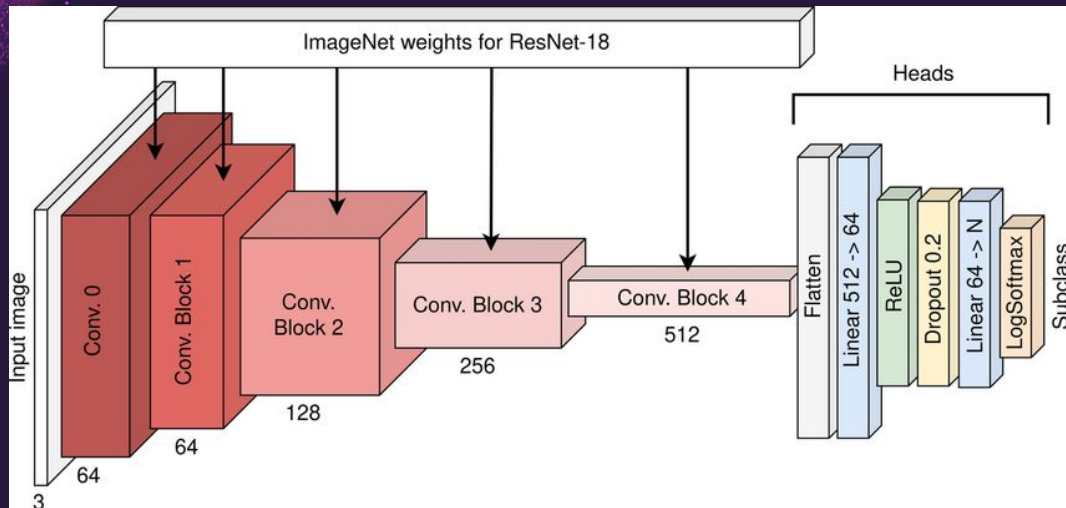 ImageNet weights for ResNet-18
Heads
Input image
Conv. 0
Conv. Block 1
Conv.
Block 2
Conv. Block 3
Conv. Block 4
Flatten
Linear 512 -> 64
ReLU
Dropout 0.2
Linear 64 -> N
LogSoftmax
Subclass
3
64
64
128
256
512